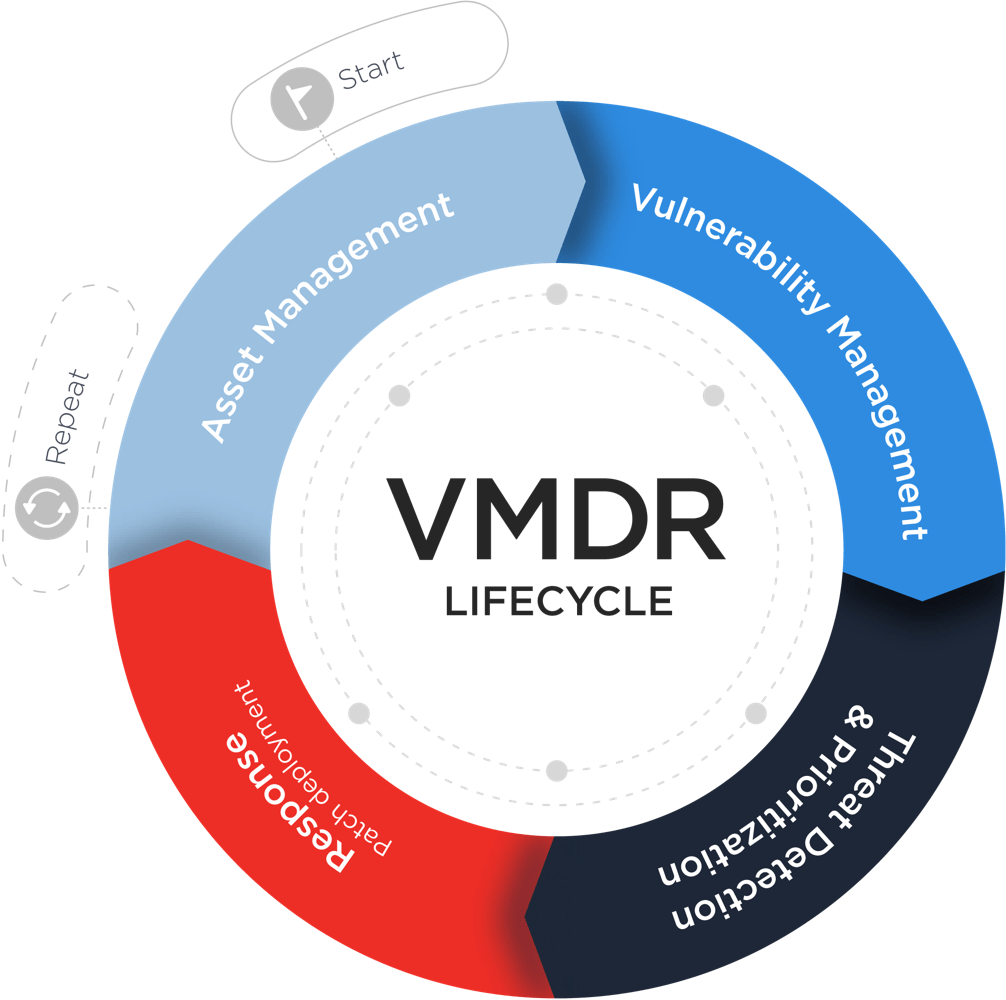 Start
Asset Management
Vulnerability Management
Threat Detection
& Prioritization
Response
Patch deployment
Repeat
VMDR
LIFECYCLE